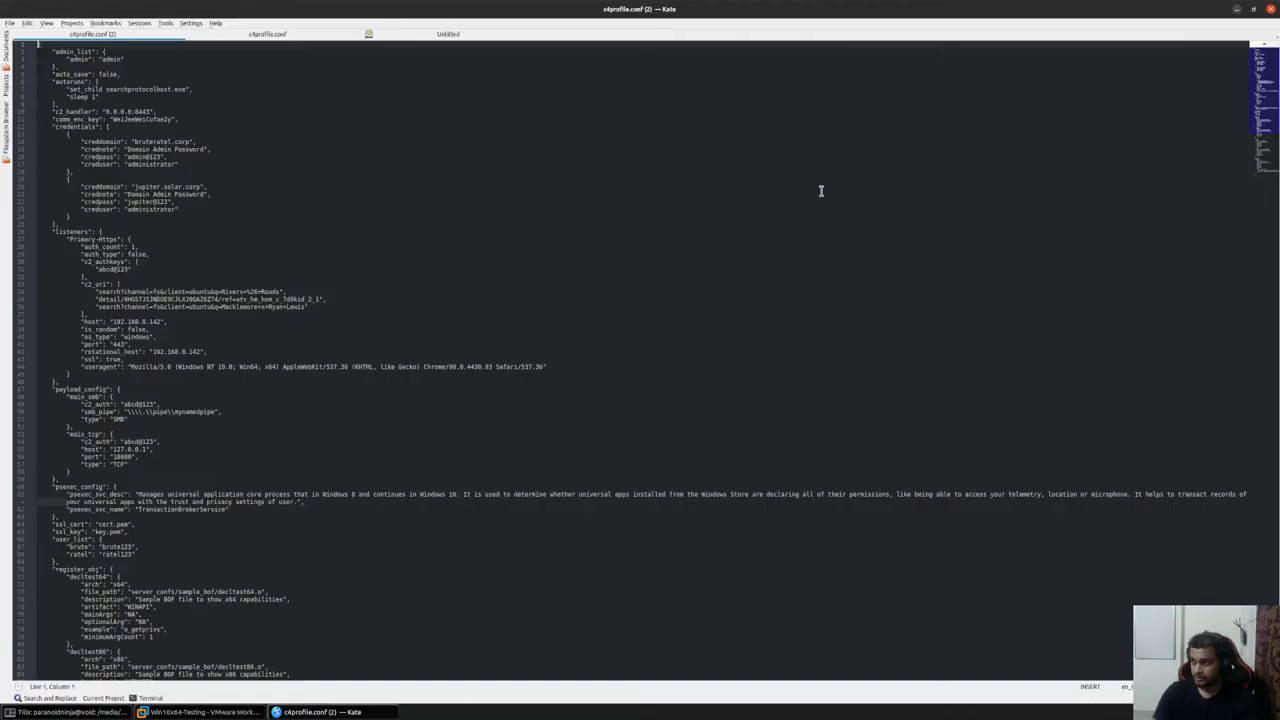 c4profile.conf (2) — Kate
File Edit View Projects Bookmarks Sessions Tools Settings Help
c4profile.conf (2) c4profile.conf Untitled
Documents
Projects
Filesystem Browser
"admin_list": {
"admin": "admin"
},
"auto_save": false,
"autoruns": [
"set_child searchprotocolhost.exe",
"sleep 1"
],
"c2_handler": "0.0.0.0:8443",
"comm_enc_key": "WeiJeeWeiCufae2y",
"credentials": [
{
"creddomain": "bruteratel.corp",
"crednote": "Domain Admin Password",
"credpass": "admin@123",
"creduser": "administrator"
},
{
"creddomain": "jupiter.solar.corp",
"crednote": "Domain Admin Password",
"credpass": "jupiter@123",
"creduser": "administrator"
}
],
"listeners": {
"Primary-Https": {
"auth_count": 1,
"auth_type": false,
"c2_authkeys": [
"abcd@123"
],
"c2_uri": [
"search?channel=fs&client=ubuntu&q=Rivers+%26+Roads",
"search?channel=fs&client=ubuntu&q=Macklemore+x+Ryan+Lewis"
],
"host": "192.168.0.142",
"is_random": false,
"os_type": "windows",
"port": "443",
"rotational_host": "192.168.0.142",
"ssl": true,
"useragent": "Mozilla/5.0 (Windows NT 10.0; Win64; x64) AppleWebKit/537.36 (KHTML, like Gecko) Chrome/90.0.4430.93 Safari/537.36"
}
},
"payload_config": {
"main_smb": {
"c2_auth": "abcd@123",
"smb_pipe": "\\\\.\\pipe\\mynamedpipe",
"type": "SMB"
},
"main_tcp": {
"c2_auth": "abcd@123",
"host": "127.0.0.1",
"port": "10000",
"type": "TCP"
}
},
"psexec_config": {
"psexec_svc_desc": "Manages universal application core process that in Windows 8 and continues in Windows 10. It is used to determine whether universal apps installed from the Windows Store are declaring all of their permissions, like being able to access your telemetry, location or microphone. It helps to transact records of
your universal apps with the trust and privacy settings of user.",
"psexec_svc_name": "TransactionBrokerService"
},
"ssl_cert": "cert.pem",
"ssl_key": "key.pem",
"user_list": {
"brute": "brute123",
"ratel": "ratel123"
},
"register_obj": {
"decltest64": {
"arch": "x64",
"file_path": "server_confs/sample_bof/decltest64.o",
"description": "Sample BOF file to show x64 capabilities",
"artifact": "WINAPI",
"mainArgs": "NA",
"optionalArg": "NA",
"example": "o_getprivs",
"minimumArgCount": 1
},
"decltest86": {
"arch": "x86",
"file_path": "server_confs/sample_bof/decltest86.o",
"description": "Sample BOF file to show x86 capabilities",
Line 1, Column 1 INSERT
Search and Replace Current Project Terminal
Tilix: paranoidninja@void: /media/... Win10x64-Testing - VMware Work... c4profile.conf (2) — Kate